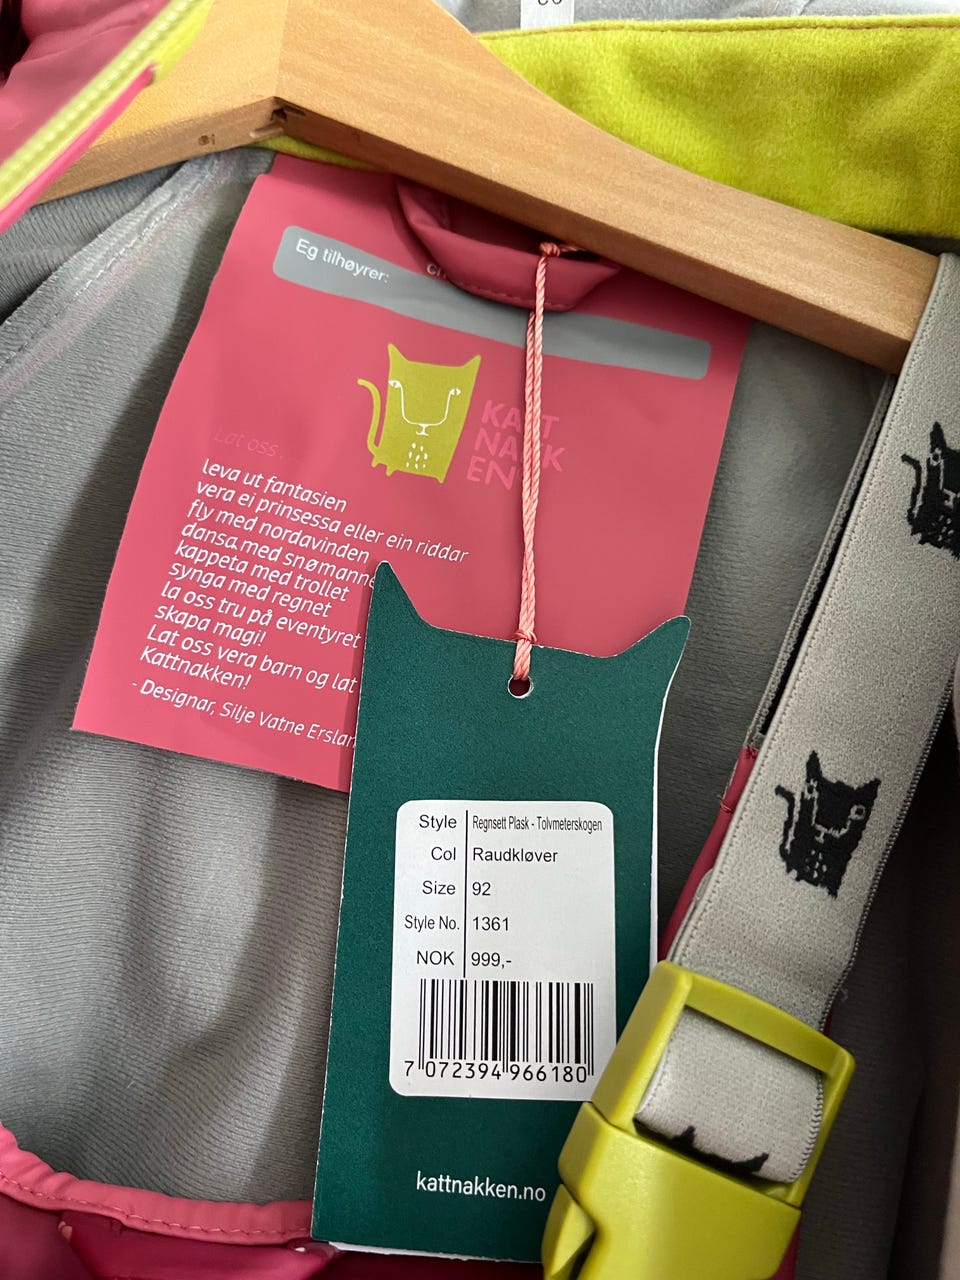 Eg tilhøyrer:
KATT
NAKK
EN
Lat oss...
leva ut fantasien
vera ei prinsessa eller ein riddar
fly med nordavinden
dansa med snømanne
kappeta med trollet
synga med regnet
la oss tru på eventyret
skapa magi!
Lat oss vera barn og lat
Kattnakken!
- Designar, Silje Vatne Erslan
Style Regnsett Plask - Tolvmeterskogen
Col Raudkløver
Size 92
Style No. 1361
NOK 999,-
7 072394 966180
kattnakken.no